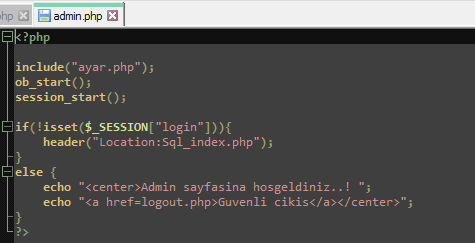 php admin.php
<?php
include("ayar.php");
ob_start();
session_start();
if(!isset($_SESSION["login"])){
header("Location:Sql_index.php");
}
else {
echo "<center>Admin sayfasina hosgeldiniz..! ";
echo "<a href=logout.php>Guvenli cikis</a></center>";
}
?>